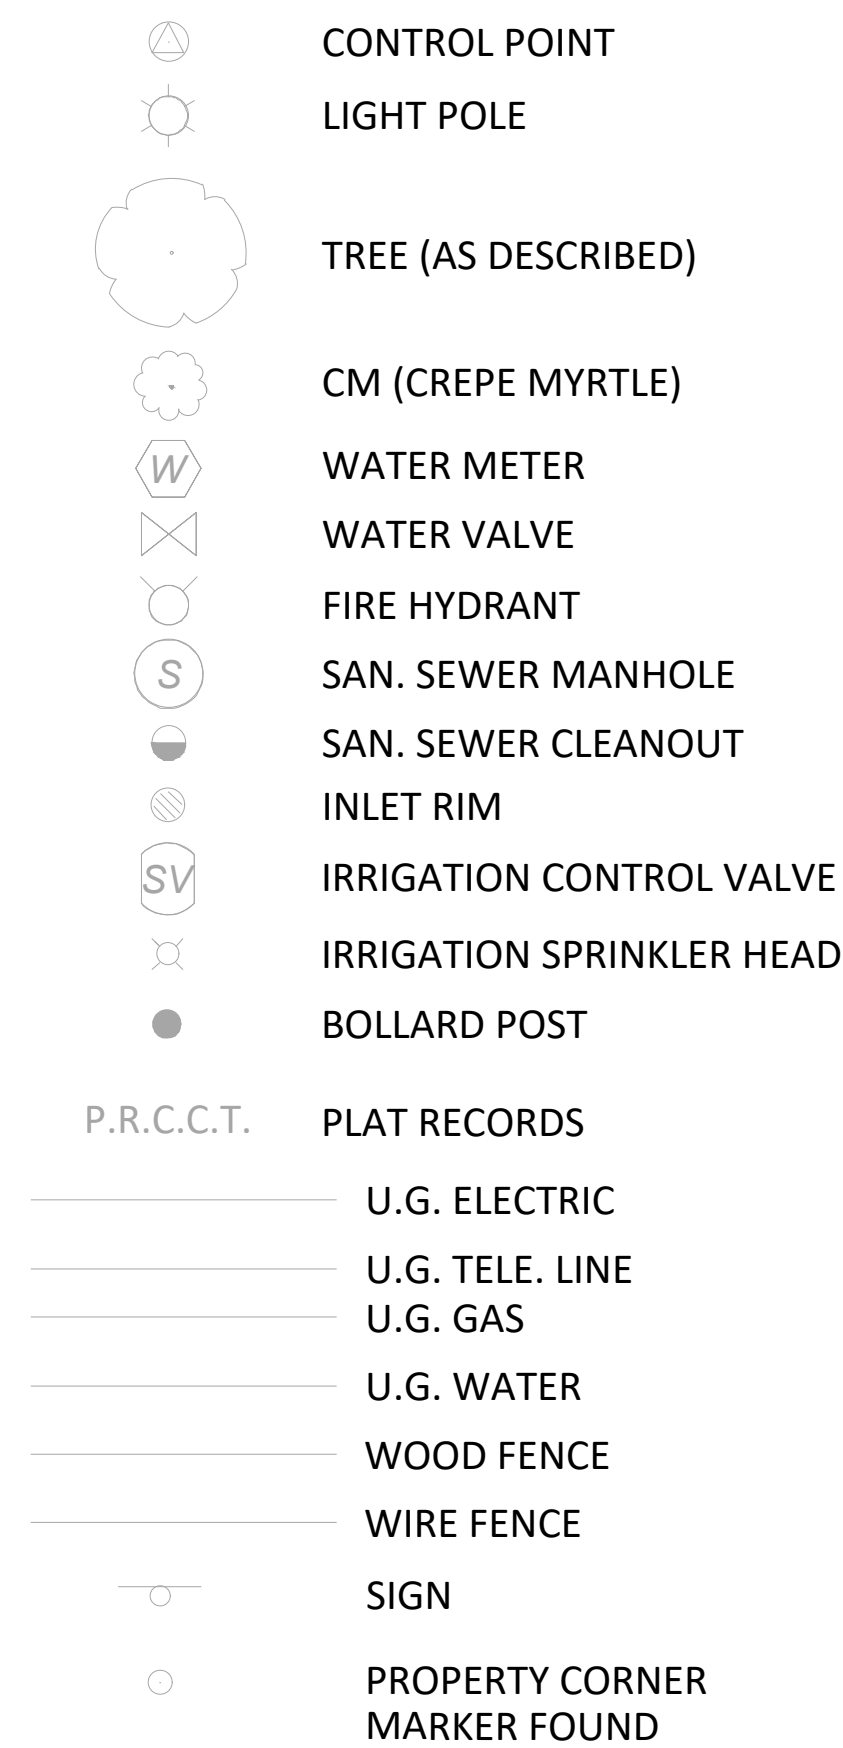 CONTROL POINT
LIGHT POLE
TREE (AS DESCRIBED)
CM (CREPE MYRTLE)
W WATER METER
WATER VALVE
FIRE HYDRANT
S SAN. SEWER MANHOLE
SAN. SEWER CLEANOUT
INLET RIM
SV IRRIGATION CONTROL VALVE
IRRIGATION SPRINKLER HEAD
BOLLARD POST
P.R.C.C.T. PLAT RECORDS
U.G. ELECTRIC
U.G. TELE. LINE
U.G. GAS
U.G. WATER
WOOD FENCE
WIRE FENCE
SIGN
PROPERTY CORNER
MARKER FOUND